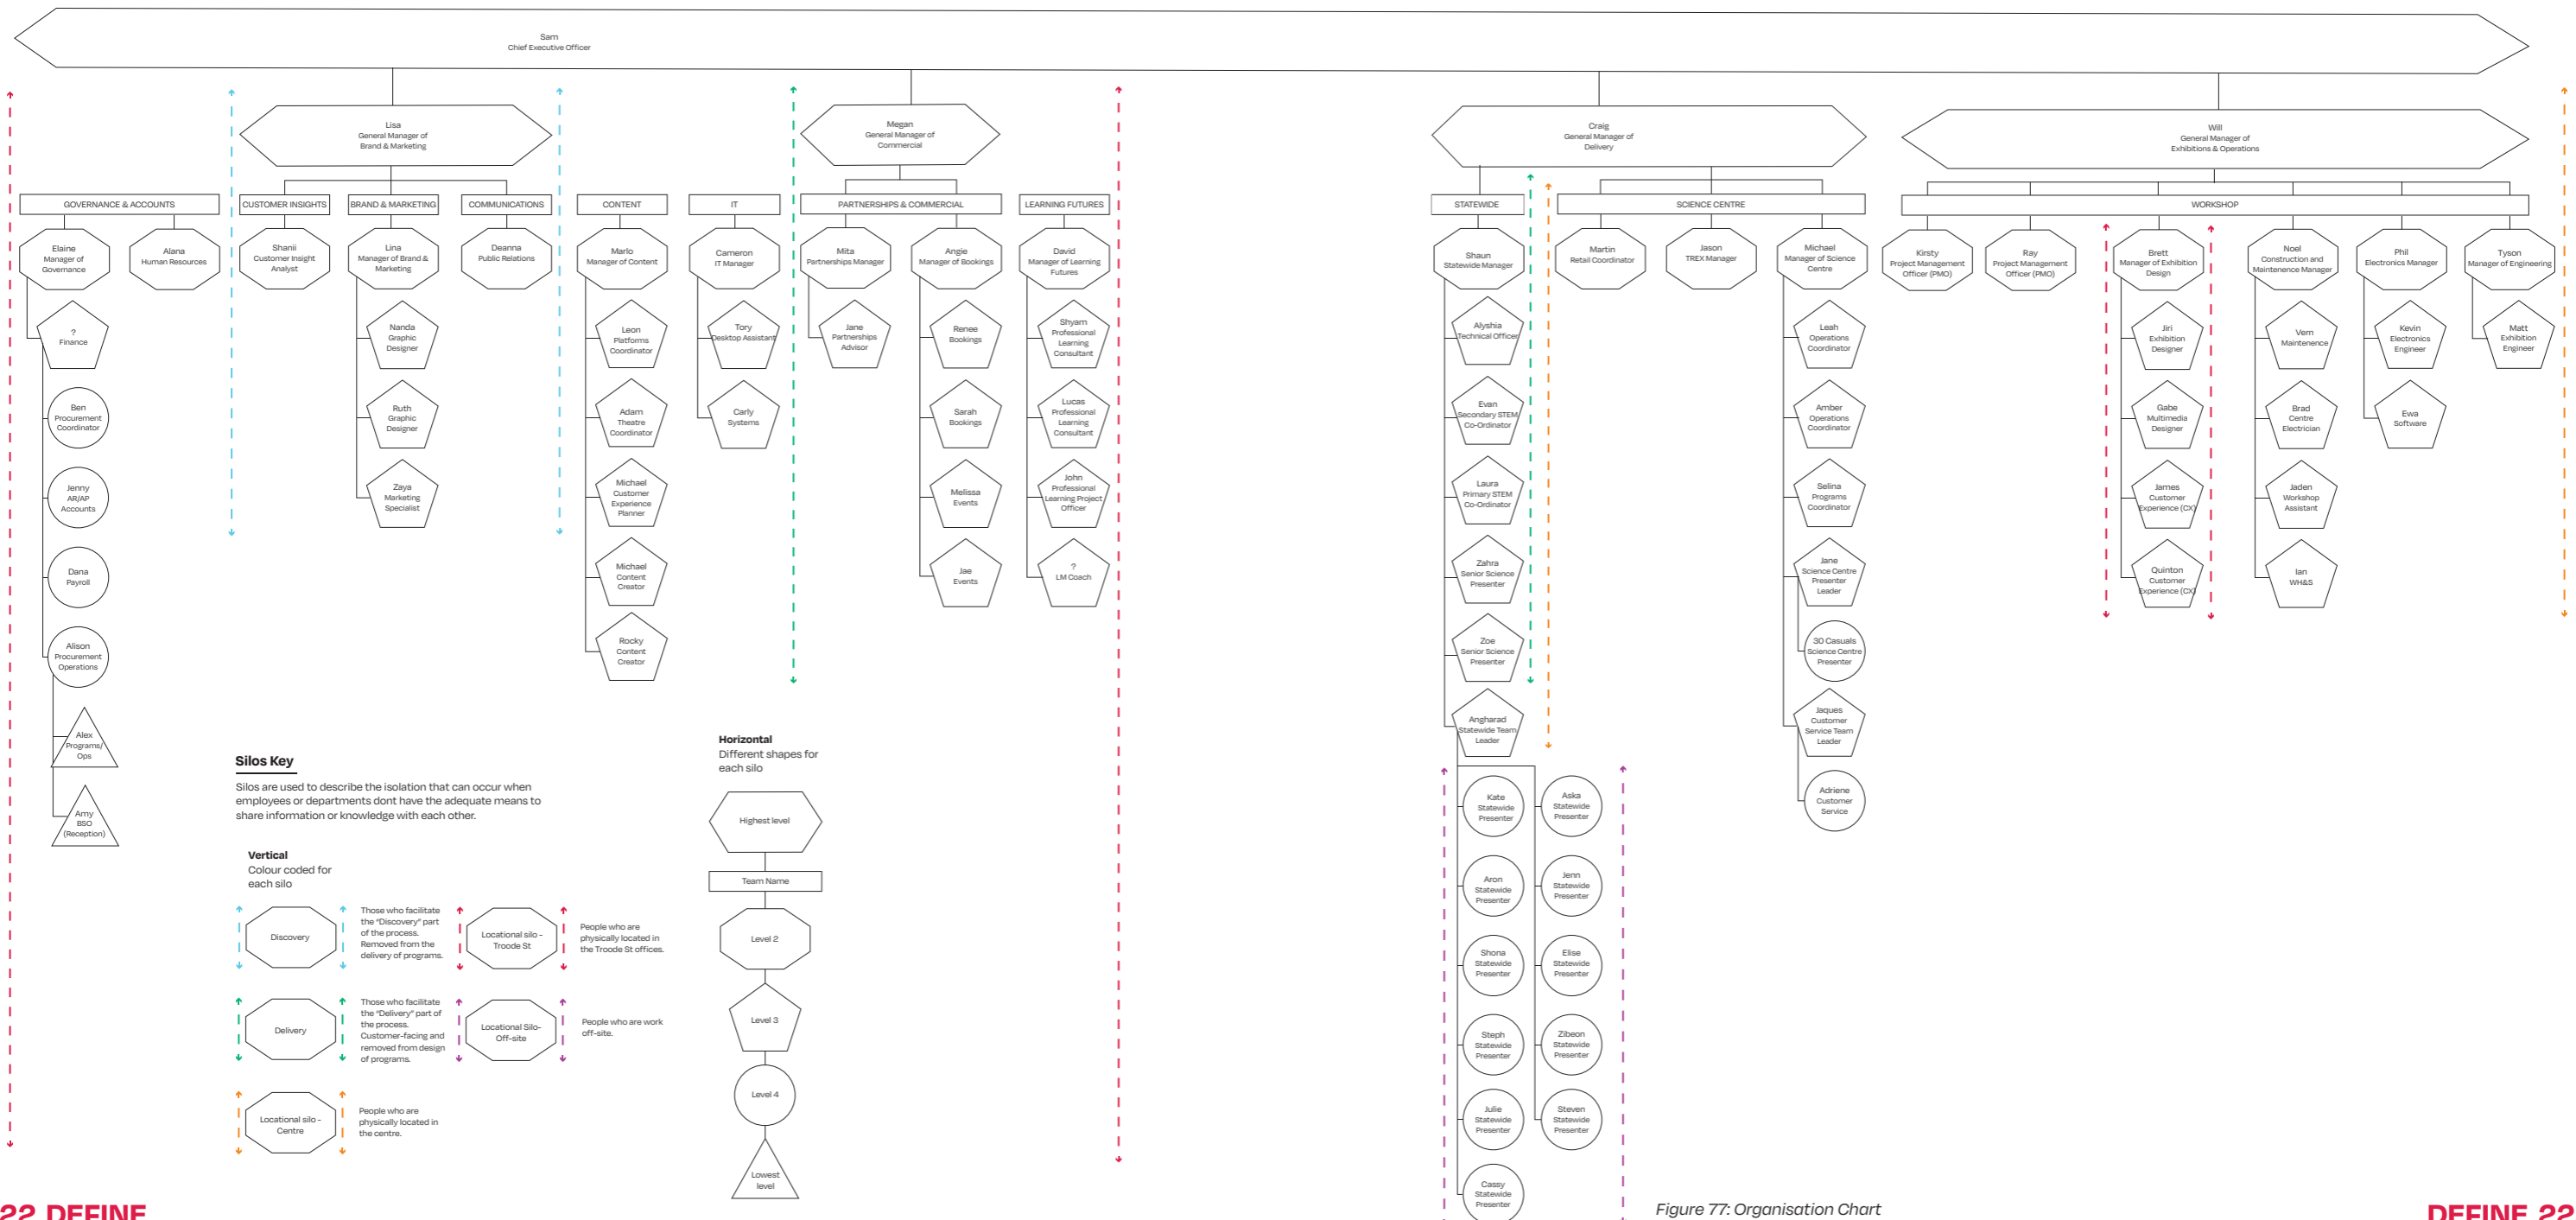 Sam
Chief Executive Officer
Lisa
General Manager of
Brand & Marketing
Megan
General Manager of
Commercial
Craig
General Manager of
Delivery
Will
General Manager of
Exhibitions & Operations
GOVERNANCE & ACCOUNTS
CUSTOMER INSIGHTS
BRAND & MARKETING
COMMUNICATIONS
CONTENT
IT
PARTNERSHIPS & COMMERCIAL
LEARNING FUTURES
STATEWIDE
SCIENCE CENTRE
WORKSHOP
Elaine
Manager of
Governance
Alana
Human Resources
Shanii
Customer Insight
Analyst
Lina
Manager of Brand &
Marketing
Deanna
Public Relations
Marlo
Manager of Content
Cameron
IT Manager
Mita
Partnerships Manager
Angie
Manager of Bookings
David
Manager of Learning
Futures
Shaun
Statewide Manager
Martin
Retail Coordinator
Jason
TREX Manager
Michael
Manager of Science
Centre
Kirsty
Project Management
Officer (PMO)
Ray
Project Management
Officer (PMO)
Brett
Manager of Exhibition
Design
Noel
Construction and
Maintenence Manager
Phil
Electronics Manager
Tyson
Manager of Engineering
?
Finance
Nanda
Graphic
Designer
Leon
Platforms
Coordinator
Tory
Desktop Assistant
Jane
Partnerships
Advisor
Renee
Bookings
Shyam
Professional
Learning
Consultant
Alyshia
Technical Officer
Leah
Operations
Coordinator
Jiri
Exhibition
Designer
Vern
Maintenence
Kevin
Electronics
Engineer
Matt
Exhibition
Engineer
Ben
Procurement
Coordinator
Ruth
Graphic
Designer
Adam
Theatre
Coordinator
Carly
Systems
Sarah
Bookings
Lucas
Professional
Learning
Consultant
Evan
Secondary STEM
Co-Ordinator
Amber
Operations
Coordinator
Gabe
Multimedia
Designer
Brad
Centre
Electrician
Ewa
Software
Jenny
AR/AP
Accounts
Zaya
Marketing
Specialist
Michael
Customer
Experience
Planner
Melissa
Events
John
Professional
Learning Project
Officer
Laura
Primary STEM
Co-Ordinator
Selina
Programs
Coordinator
James
Customer
Experience (CX)
Jaden
Workshop
Assistant
Dana
Payroll
Michael
Content
Creator
Jae
Events
?
LM Coach
Zahra
Senior Science
Presenter
Jane
Science Centre
Presenter
Leader
Quinton
Customer
Experience (CX)
Ian
WH&S
Alison
Procurement
Operations
Rocky
Content
Creator
Zoe
Senior Science
Presenter
30 Casuals
Science Centre
Presenter
Alex
Programs/
Ops
Angharad
Statewide Team
Leader
Jaques
Customer
Service Team
Leader
Amy
BSO
(Reception)
Kate
Statewide
Presenter
Aska
Statewide
Presenter
Adriene
Customer
Service
Aron
Statewide
Presenter
Jenn
Statewide
Presenter
Shona
Statewide
Presenter
Elise
Statewide
Presenter
Steph
Statewide
Presenter
Zibeon
Statewide
Presenter
Julie
Statewide
Presenter
Steven
Statewide
Presenter
Cassy
Statewide
Presenter
Silos Key
Silos are used to describe the isolation that can occur when
employees or departments dont have the adequate means to
share information or knowledge with each other.
Vertical
Colour coded for
each silo
Discovery
Those who facilitate
the "Discovery" part
of the process.
Removed from the
delivery of programs.
Locational silo -
Troode St
People who are
physically located in
the Troode St offices.
Delivery
Those who facilitate
the "Delivery" part of
the process.
Customer-facing and
removed from design
of programs.
Locational Silo-
Off-site
People who are work
off-site.
Locational silo -
Centre
People who are
physically located in
the centre.
Horizontal
Different shapes for
each silo
Highest level
Team Name
Level 2
Level 3
Level 4
Lowest
level
22 DEFINE
Figure 77: Organisation Chart
DEFINE 22